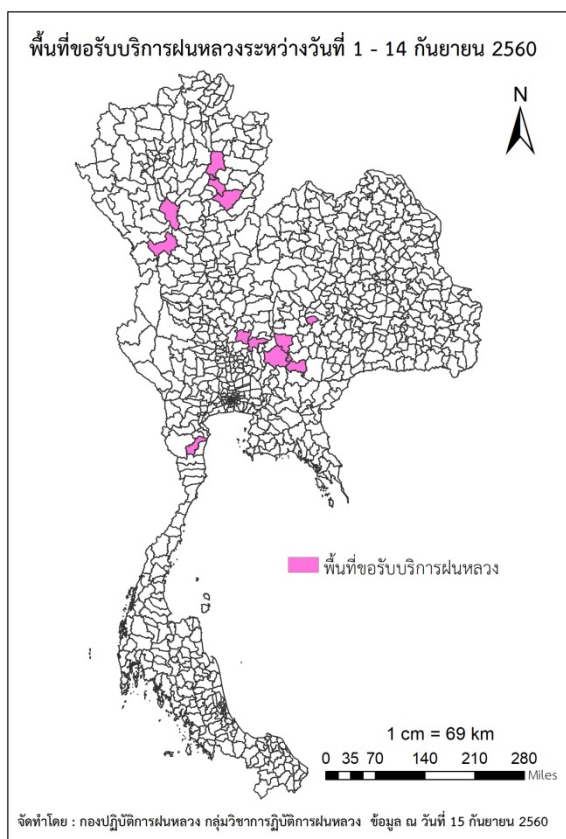 พื้นที่ขอรับบริการฝนหลวงระหว่างวันที่ 1 - 14 กันยายน 2560
N
พื้นที่ขอรับบริการฝนหลวง
1 cm = 69 km
0 35 70 140 210 280
Miles
จัดทำโดย : กองปฏิบัติการฝนหลวง กลุ่มวิชาการฏิบัติการฝนหลวง ข้อมูล ณ วันที่ 15 กันยายน 2560